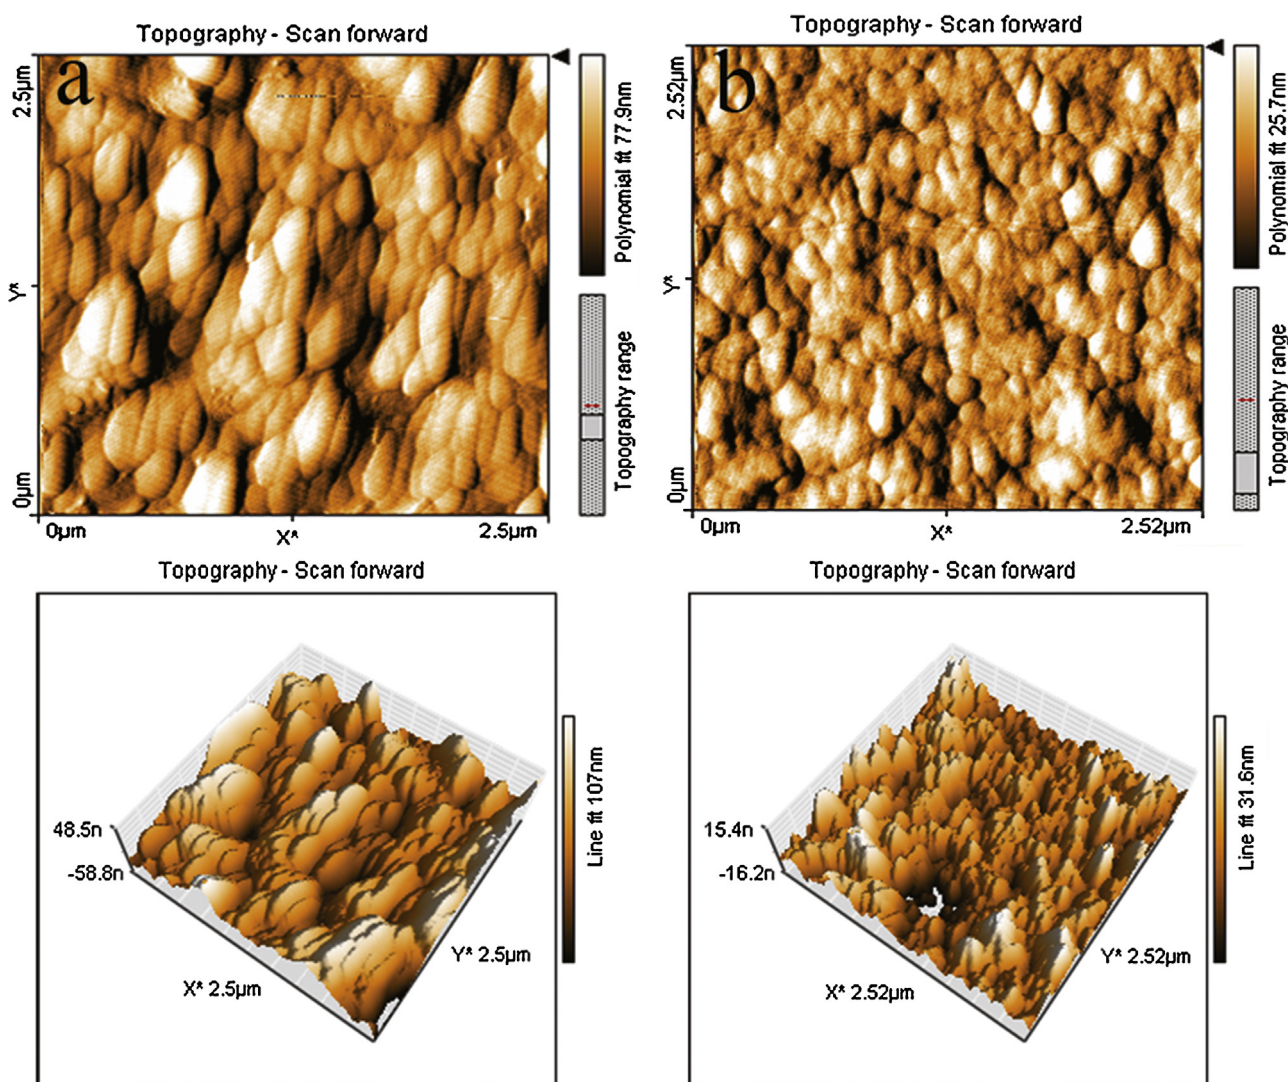 Topography - Scan forward
a
2.5µm
Y*
0µm
0µm
X*
2.5µm
Polynomial fit 77.9nm
Topography range
Topography - Scan forward
b
2.52µm
Y*
0µm
0µm
X*
2.52µm
Polynomial fit 25.7nm
Topography range
Topography - Scan forward
48.5n
-58.8n
X* 2.5µm
Y* 2.5µm
Line fit 107nm
Topography - Scan forward
15.4n
-16.2n
X* 2.52µm
Y* 2.52µm
Line fit 31.6nm